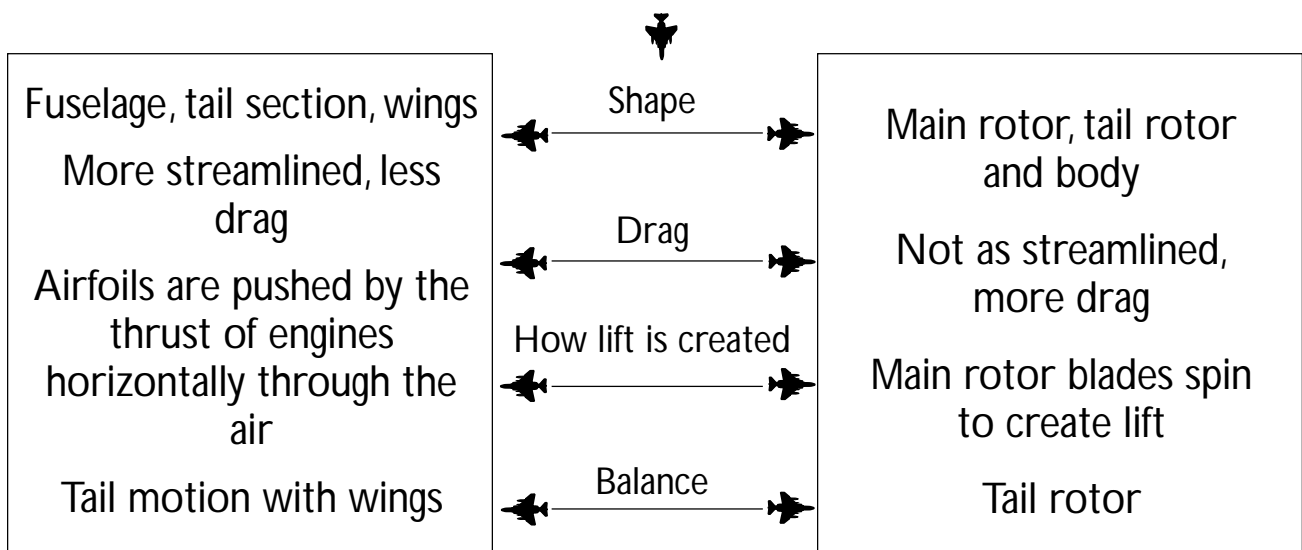 Fuselage, tail section, wings
More streamlined, less
drag
Airfoils are pushed by the
thrust of engines
horizontally through the
air
Tail motion with wings
Shape
Drag
How lift is created
Balance
Main rotor, tail rotor
and body
Not as streamlined,
more drag
Main rotor blades spin
to create lift
Tail rotor